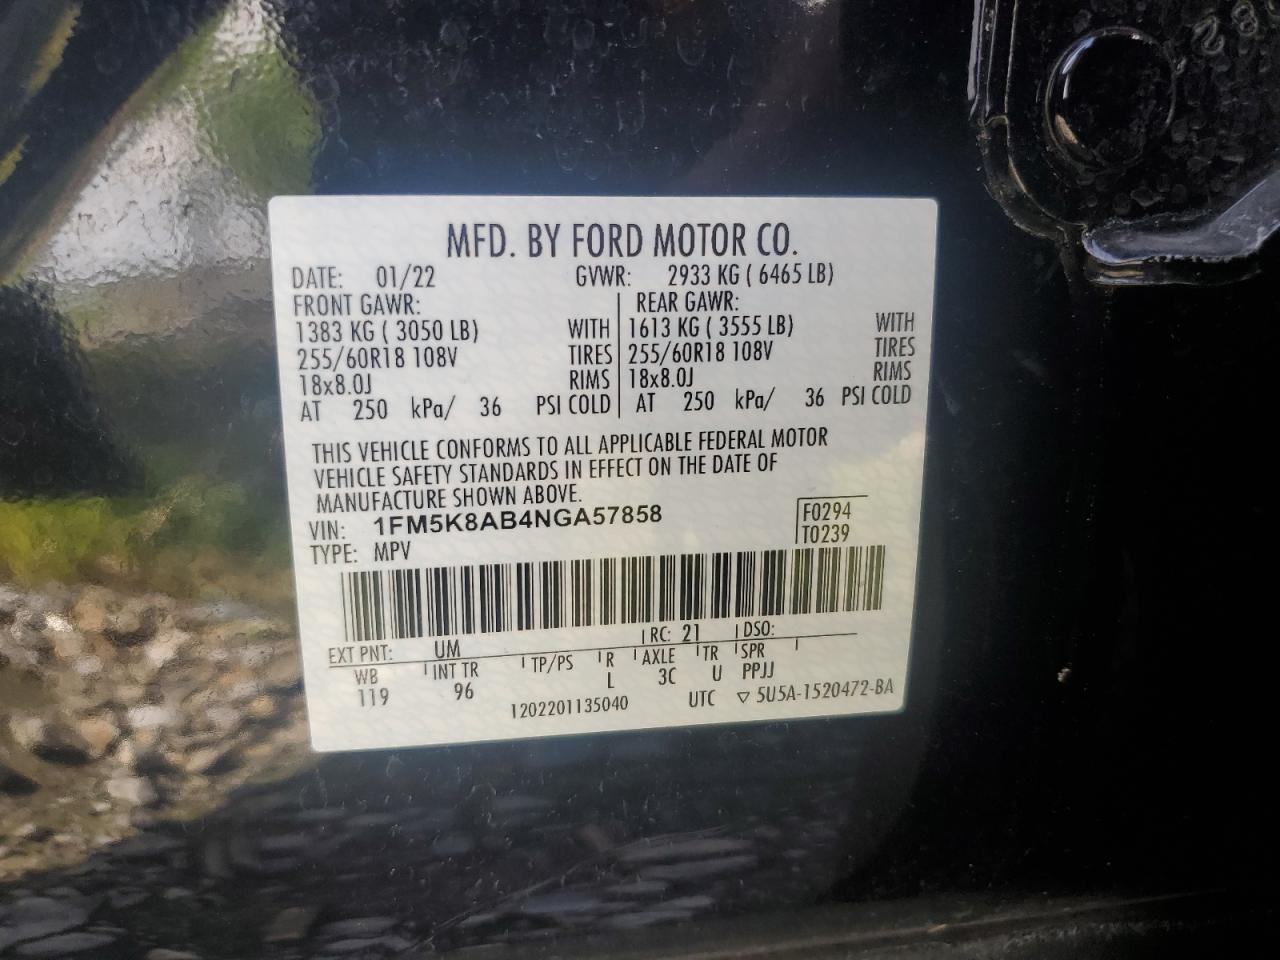 MFD. BY FORD MOTOR CO.
DATE: 01/22 GVWR: 2933 KG ( 6465 LB)
FRONT GAWR: REAR GAWR:
1383 KG ( 3050 LB) WITH 1613 KG ( 3555 LB) WITH
255/60R18 108V TIRES 255/60R18 108V TIRES
18x8.0J RIMS 18x8.0J RIMS
AT 250 kPa/ 36 PSI COLD AT 250 kPa/ 36 PSI COLD
THIS VEHICLE CONFORMS TO ALL APPLICABLE FEDERAL MOTOR
VEHICLE SAFETY STANDARDS IN EFFECT ON THE DATE OF
MANUFACTURE SHOWN ABOVE.
VIN: 1FM5K8AB4NGA57858 F0294
TYPE: MPV T0239
EXT PNT: UM RC: 21 DSO:
WB INT TR TP/PS R AXLE TR SPR
119 96 L 3C U PPJJ
1202201135040 UTC ▽ 5U5A-1520472-BA